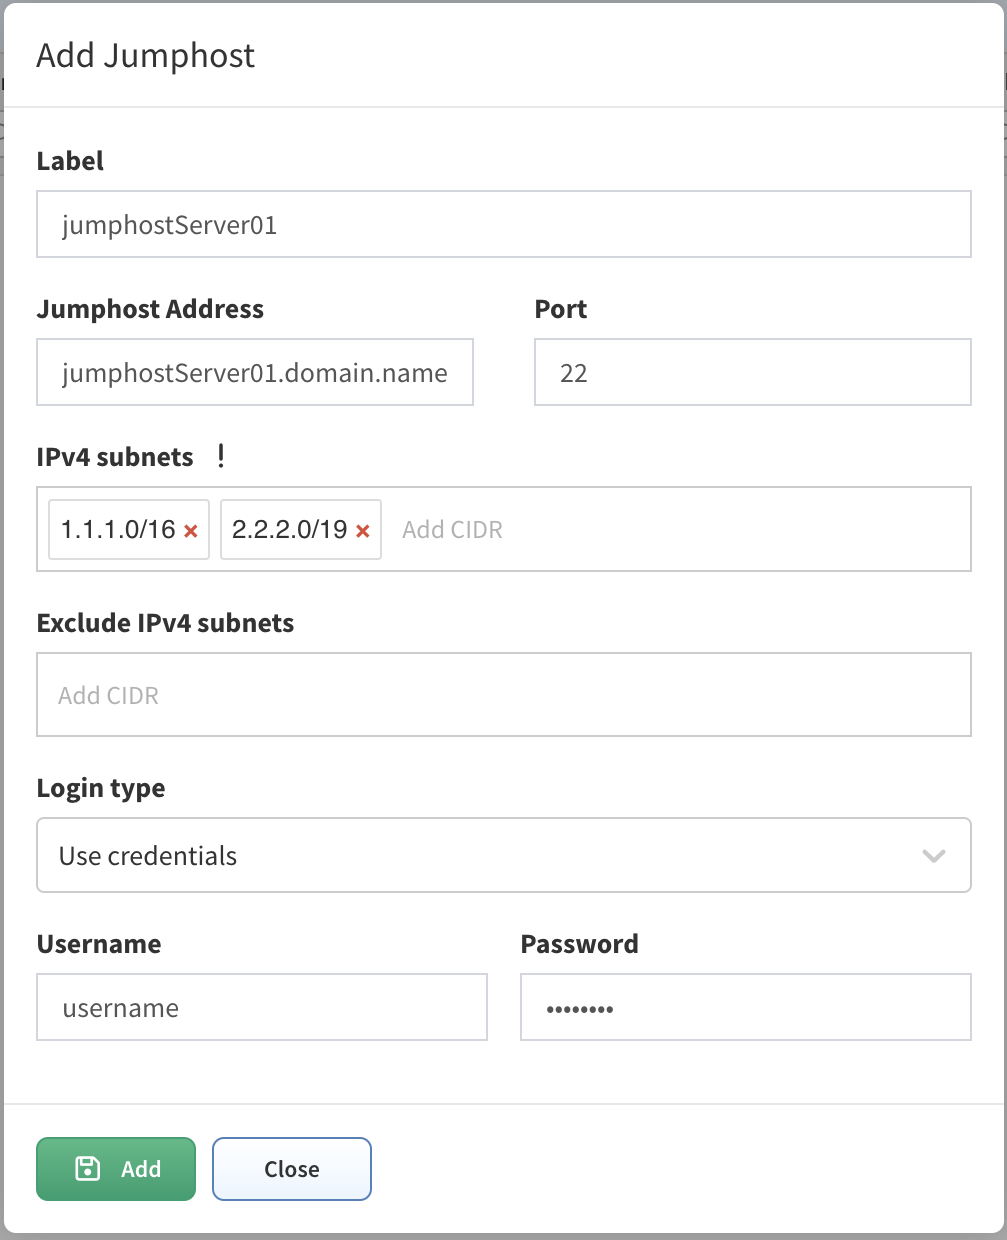 Add Jumphost
Label
jumphostServer01
Jumphost Address Port
jumphostServer01.domain.name 22
IPv4 subnets !
1.1.1.0/16 × 2.2.2.0/19 × Add CIDR
Exclude IPv4 subnets
Add CIDR
Login type
Use credentials
Username Password
username ••••••••
Add Close